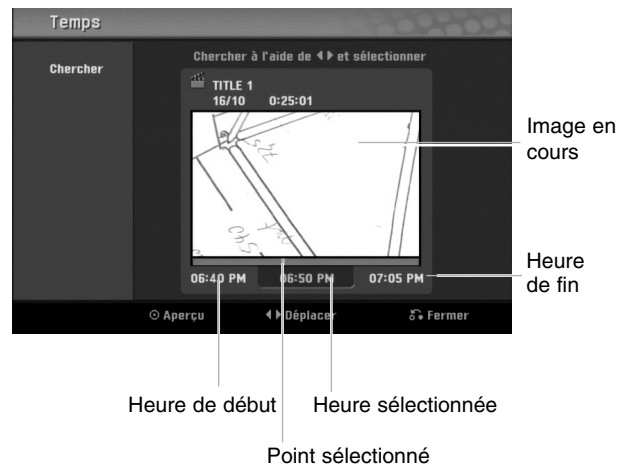 Temps
Chercher
Chercher à l'aide de ◄► et sélectionner
TITLE 1
16/10 0:25:01
Image en
cours
06:40 PM 06:50 PM 07:05 PM
Heure
de fin
⊙ Aperçu ◄► Déplacer Fermer
Heure de début Heure sélectionnée
Point sélectionné